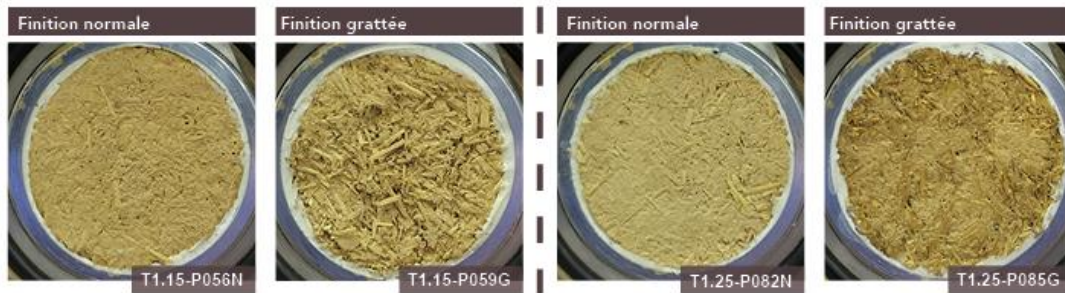 Finition normale
Finition grattée
Finition normale
Finition grattée
T1.15-P056N
T1.15-P059G
T1.25-P082N
T1.25-P085G